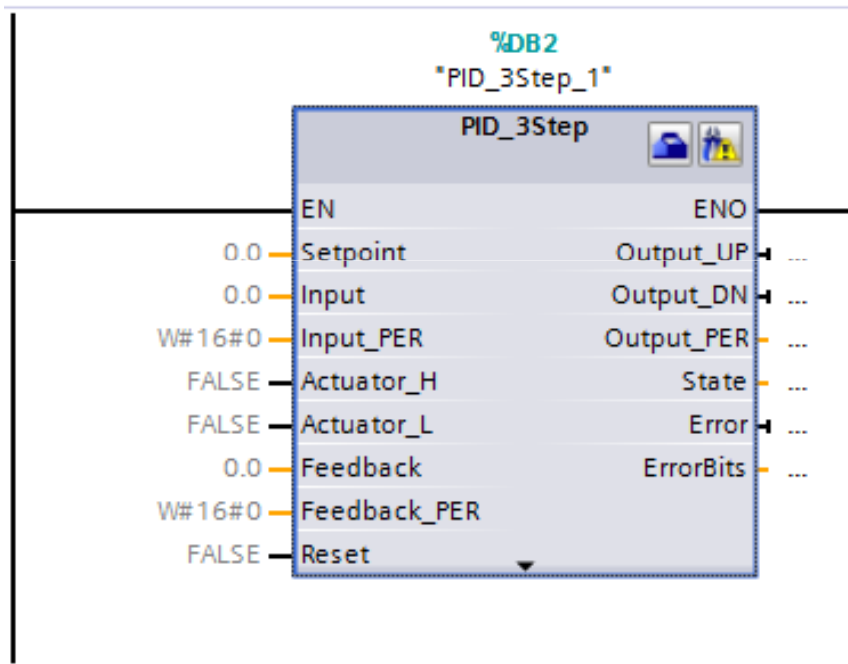 %DB2
"PID_3Step_1"
PID_3Step
EN ENO
0.0 Setpoint Output_UP ...
0.0 Input Output_DN ...
W#16#0 Input_PER Output_PER ...
FALSE Actuator_H State ...
FALSE Actuator_L Error ...
0.0 Feedback ErrorBits ...
W#16#0 Feedback_PER
FALSE Reset